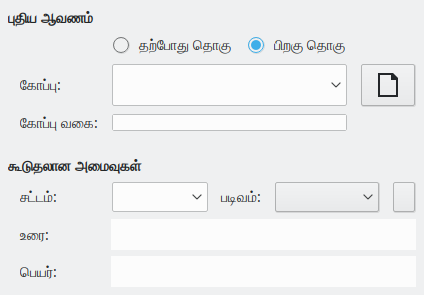 புதிய ஆவணம்
தற்போது தொகு பிறகு தொகு
கோப்பு:
கோப்பு வகை:
கூடுதலான அமைவுகள்
சட்டம்: படிவம்:
உரை:
பெயர்: